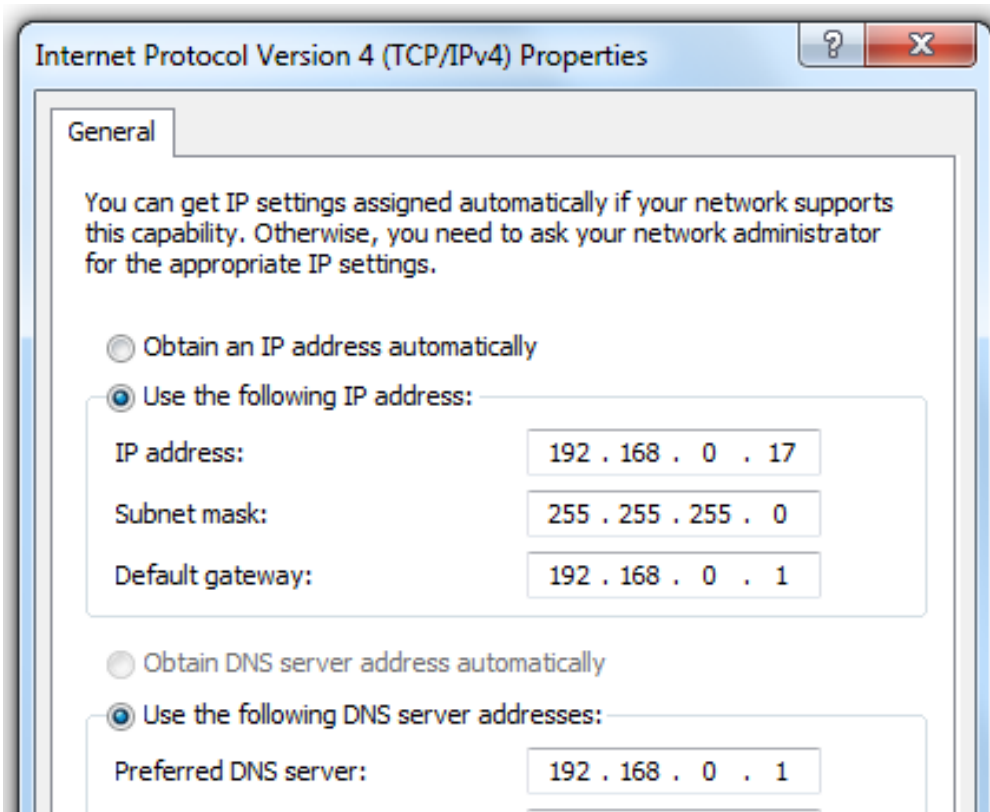 Internet Protocol Version 4 (TCP/IPv4) Properties
?
X
General
You can get IP settings assigned automatically if your network supports
this capability. Otherwise, you need to ask your network administrator
for the appropriate IP settings.
Obtain an IP address automatically
Use the following IP address:
IP address: 192 . 168 . 0 . 17
Subnet mask: 255 . 255 . 255 . 0
Default gateway: 192 . 168 . 0 . 1
Obtain DNS server address automatically
Use the following DNS server addresses:
Preferred DNS server: 192 . 168 . 0 . 1